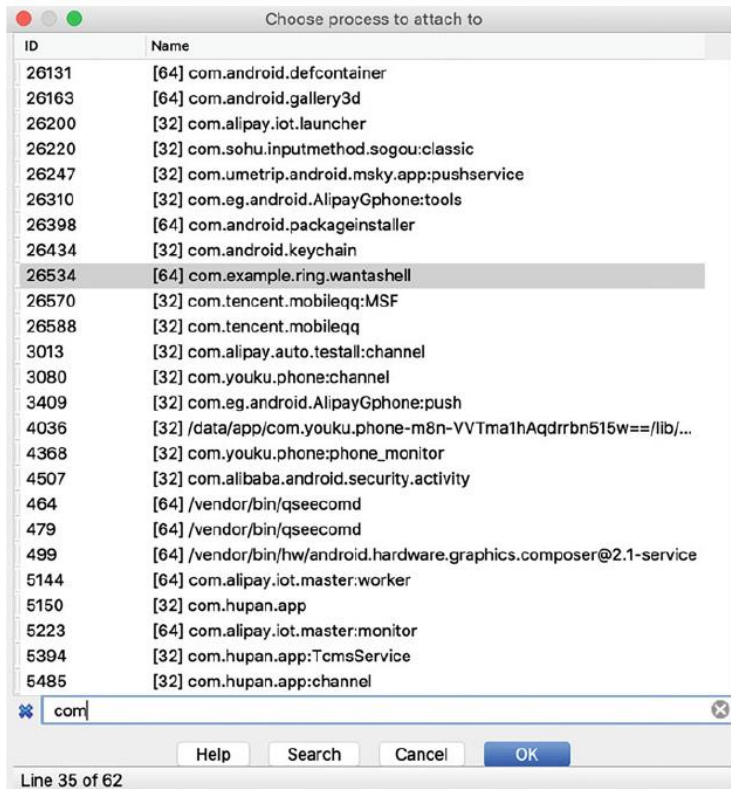 Choose process to attach to
ID Name
26131 [64] com.android.defcontainer
26163 [64] com.android.gallery3d
26200 [32] com.alipay.iot.launcher
26220 [32] com.sohu.inputmethod.sogou:classic
26247 [32] com.umetrip.android.msky.app:pushservice
26310 [32] com.eg.android.AlipayGphone:tools
26398 [64] com.android.packageinstaller
26434 [32] com.android.keychain
26534 [64] com.example.ring.wantashell
26570 [32] com.tencent.mobileqq:MSF
26588 [32] com.tencent.mobileqq
3013 [32] com.alipay.auto.testall:channel
3080 [32] com.youku.phone:channel
3409 [32] com.eg.android.AlipayGphone:push
4036 [32] /data/app/com.youku.phone-m8n-VVTma1hAqdrrbn515w==/lib/...
4368 [32] com.youku.phone:phone_monitor
4507 [32] com.alibaba.android.security.activity
464 [64] /vendor/bin/qseecomd
479 [64] /vendor/bin/qseecomd
499 [64] /vendor/bin/hw/android.hardware.graphics.composer@2.1-service
5144 [64] com.alipay.iot.master:worker
5150 [32] com.hupan.app
5223 [64] com.alipay.iot.master:monitor
5394 [32] com.hupan.app:TcmsService
5485 [32] com.hupan.app:channel
com
Help Search Cancel OK
Line 35 of 62